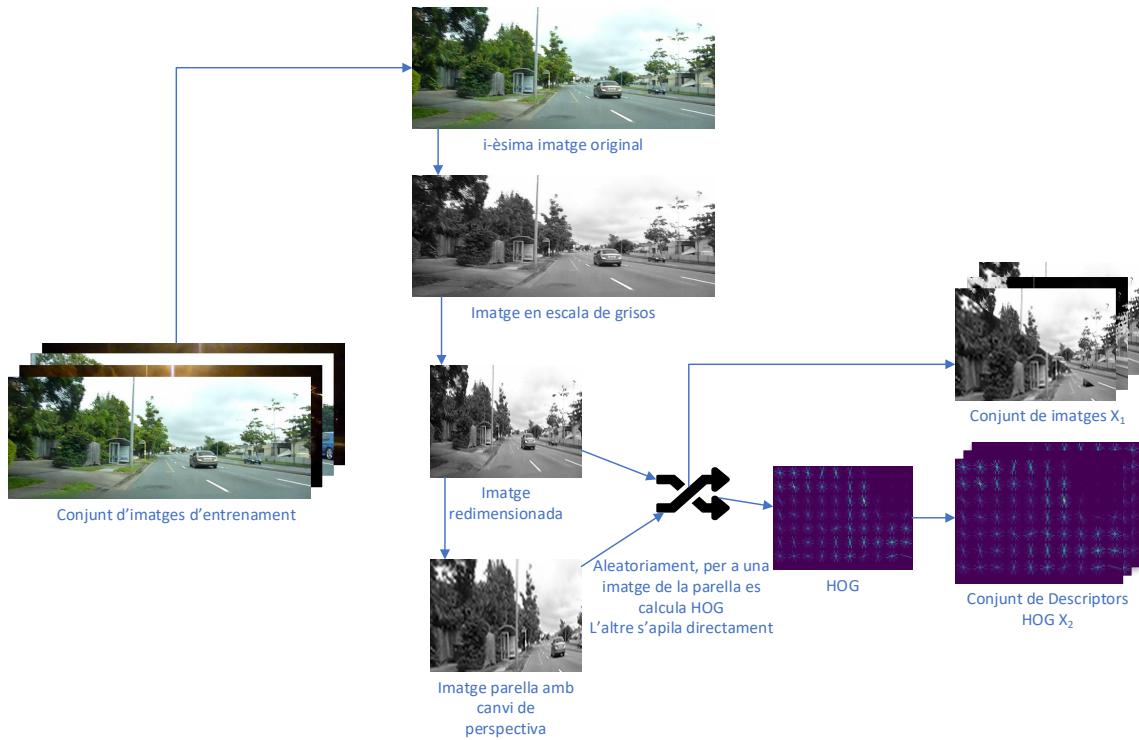 i-èsima imatge original
Imatge en escala de grisos
Conjunt d'imatges d'entrenament
Imatge
redimensionada
Imatge parella amb
canvi de
perspectiva
Aleatoriament, per a una
imatge de la parella es
calcula HOG
L'altre s'apila directament
HOG
Conjunt de imatges X₁
Conjunt de Descriptors
HOG X₂